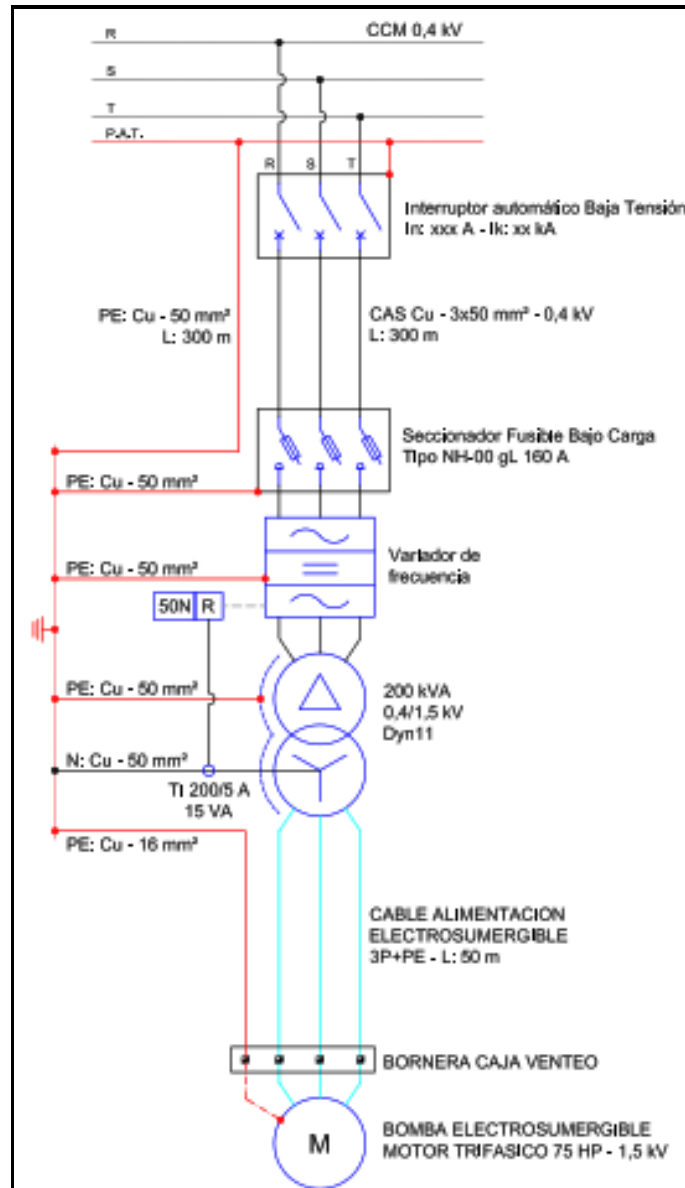 R
CCM 0,4 kV
S
T
P.A.T.
R S T
Interruptor automático Baja Tensión
In: xxx A - Ik: xx kA
PE: Cu - 50 mm²
L: 300 m
CAS Cu - 3x50 mm² - 0,4 kV
L: 300 m
Seccionador Fusible Bajo Carga
Tipo NH-00 gL 160 A
PE: Cu - 50 mm²
Variador de
frecuencia
PE: Cu - 50 mm²
50N R
PE: Cu - 50 mm²
200 kVA
0,4/1,5 kV
Dyn11
N: Cu - 50 mm²
TI 200/5 A
15 VA
PE: Cu - 16 mm²
CABLE ALIMENTACION
ELECTROSUMERGIBLE
3P+PE - L: 50 m
BORNERA CAJA VENTEO
M
BOMBA ELECTROSUMERGIBLE
MOTOR TRIFASICO 75 HP - 1,5 kV